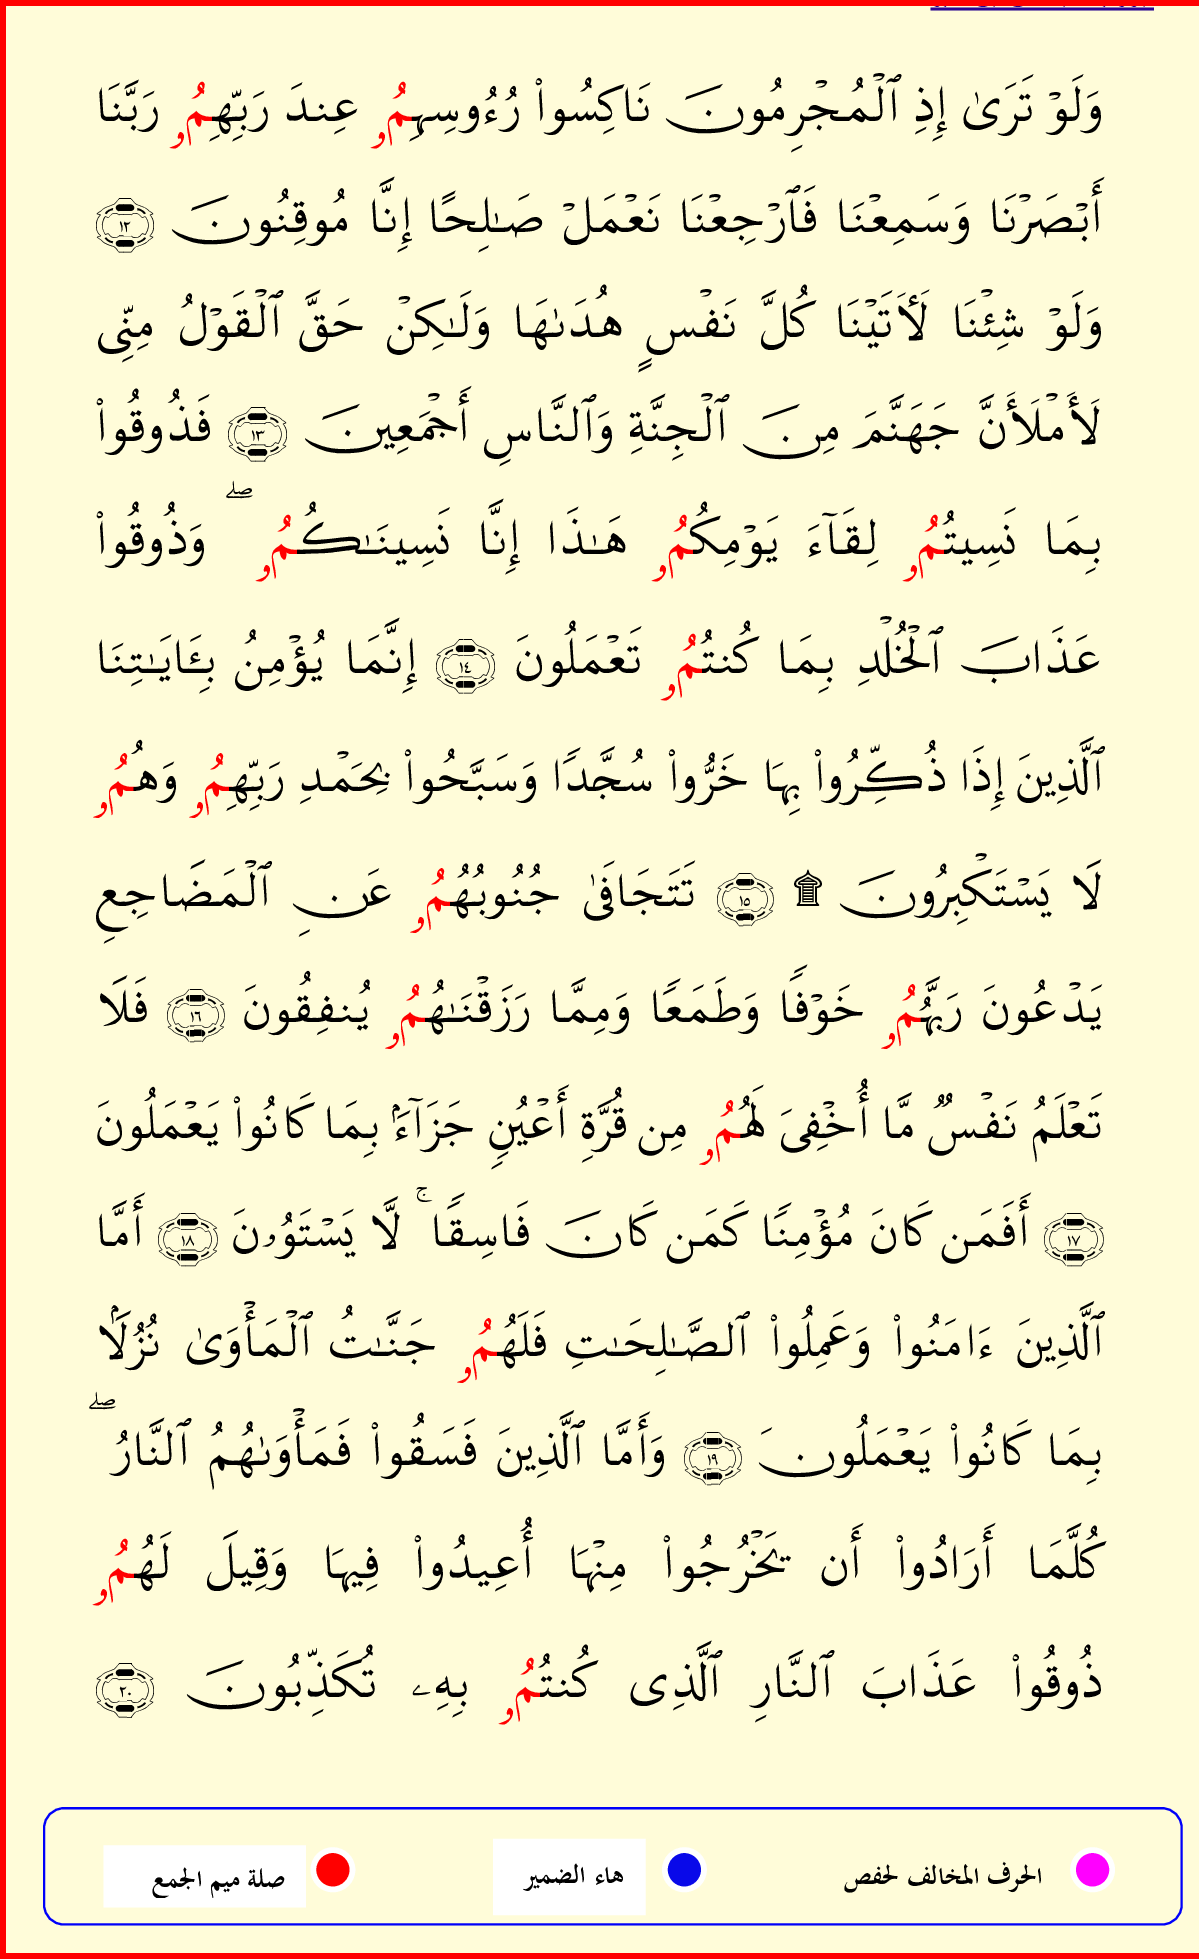 وَلَوۡ تَرَىٰ إِذِ ٱلۡمُجۡرِمُونَ نَاكِسُواْ رُءُوسِهِمُۥ عِندَ رَبِّهِمُۥ رَبَّنَا
أَبۡصَرۡنَا وَسَمِعۡنَا فَٱرۡجِعۡنَا نَعۡمَلۡ صَٰلِحًا إِنَّا مُوقِنُونَ ١٢
وَلَوۡ شِئۡنَا لَأٓتَيۡنَا كُلَّ نَفۡسٍ هُدَىٰهَا وَلَٰكِنۡ حَقَّ ٱلۡقَوۡلُ مِنِّي
لَأَمۡلَأَنَّ جَهَنَّمَ مِنَ ٱلۡجِنَّةِ وَٱلنَّاسِ أَجۡمَعِينَ ١٣ فَذُوقُواْ
بِمَا نَسِيتُمُۥ لِقَآءَ يَوۡمِكُمُۥ هَٰذَا إِنَّا نَسِينَٰكُمُۥۖ وَذُوقُواْ
عَذَابَ ٱلۡخُلۡدِ بِمَا كُنتُمُۥ تَعۡمَلُونَ ١٤ إِنَّمَا يُؤۡمِنُ بِـَٔايَٰتِنَا
ٱلَّذِينَ إِذَا ذُكِّرُواْ بِهَا خَرُّواْ سُجَّدًا وَسَبَّحُواْ بِحَمۡدِ رَبِّهِمُۥ وَهُمُۥ
لَا يَسۡتَكۡبِرُونَ ۩ ١٥ تَتَجَافَىٰ جُنُوبُهُمُۥ عَنِ ٱلۡمَضَاجِعِ
يَدۡعُونَ رَبَّهُمُۥ خَوۡفًا وَطَمَعًا وَمِمَّا رَزَقۡنَٰهُمُۥ يُنفِقُونَ ١٦ فَلَا
تَعۡلَمُ نَفۡسٌ مَّا أُخۡفِيَ لَهُمُۥ مِن قُرَّةِ أَعۡيُنٍ جَزَآءَۢ بِمَا كَانُواْ يَعۡمَلُونَ
١٧ أَفَمَن كَانَ مُؤۡمِنًا كَمَن كَانَ فَاسِقًاۚ لَّا يَسۡتَوُۥنَ ١٨ أَمَّا
ٱلَّذِينَ ءَامَنُواْ وَعَمِلُواْ ٱلصَّٰلِحَٰتِ فَلَهُمُۥ جَنَّٰتُ ٱلۡمَأۡوَىٰ نُزُلَۢا
بِمَا كَانُواْ يَعۡمَلُونَ ١٩ وَأَمَّا ٱلَّذِينَ فَسَقُواْ فَمَأۡوَىٰهُمُ ٱلنَّارُۖ
كُلَّمَا أَرَادُواْ أَن يَخۡرُجُواْ مِنۡهَا أُعِيدُواْ فِيهَا وَقِيلَ لَهُمُۥ
ذُوقُواْ عَذَابَ ٱلنَّارِ ٱلَّذِي كُنتُمُۥ بِهِۦ تُكَذِّبُونَ ٢٠
الحرف المخالف لحفص هاء الضمير صلة ميم الجمع